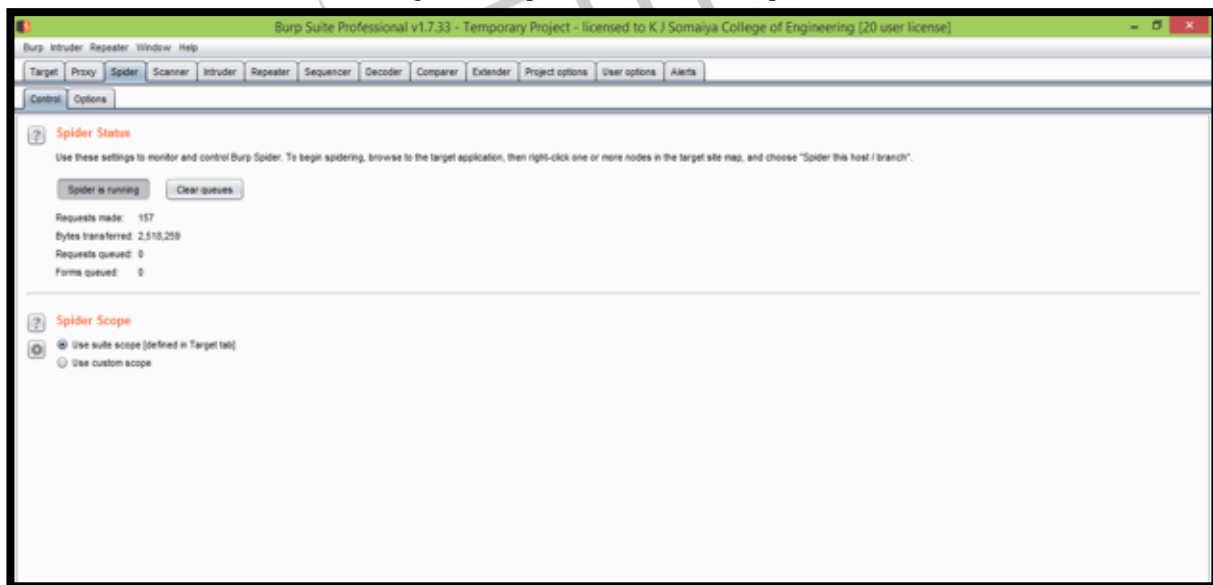 Burp Suite Professional v1.7.33 - Temporary Project - licensed to K J Somaiya College of Engineering [20 user license]
Burp Intruder Repeater Window Help
Target Proxy Spider Scanner Intruder Repeater Sequencer Decoder Comparer Extender Project options User options Alerts
Control Options
? Spider Status
Use these settings to monitor and control Burp Spider. To begin spidering, browse to the target application, then right-click one or more nodes in the target site map, and choose "Spider this host / branch".
Spider is running Clear queues
Requests made: 157
Bytes transferred: 2,518,259
Requests queued: 0
Forms queued: 0
? Spider Scope
Use suite scope [defined in Target tab]
Use custom scope